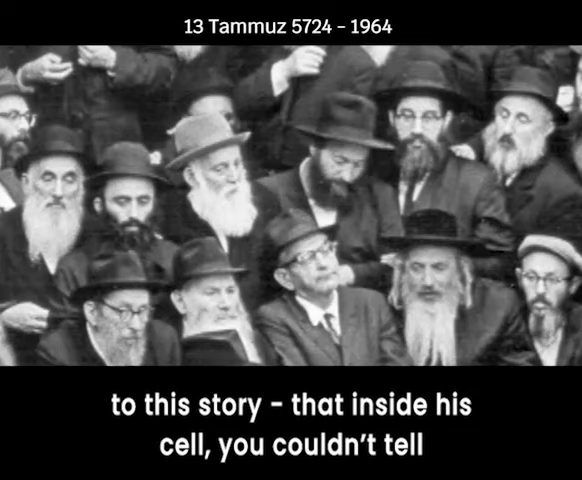 13 Tammuz 5724 - 1964
to this story - that inside his
cell, you couldn't tell